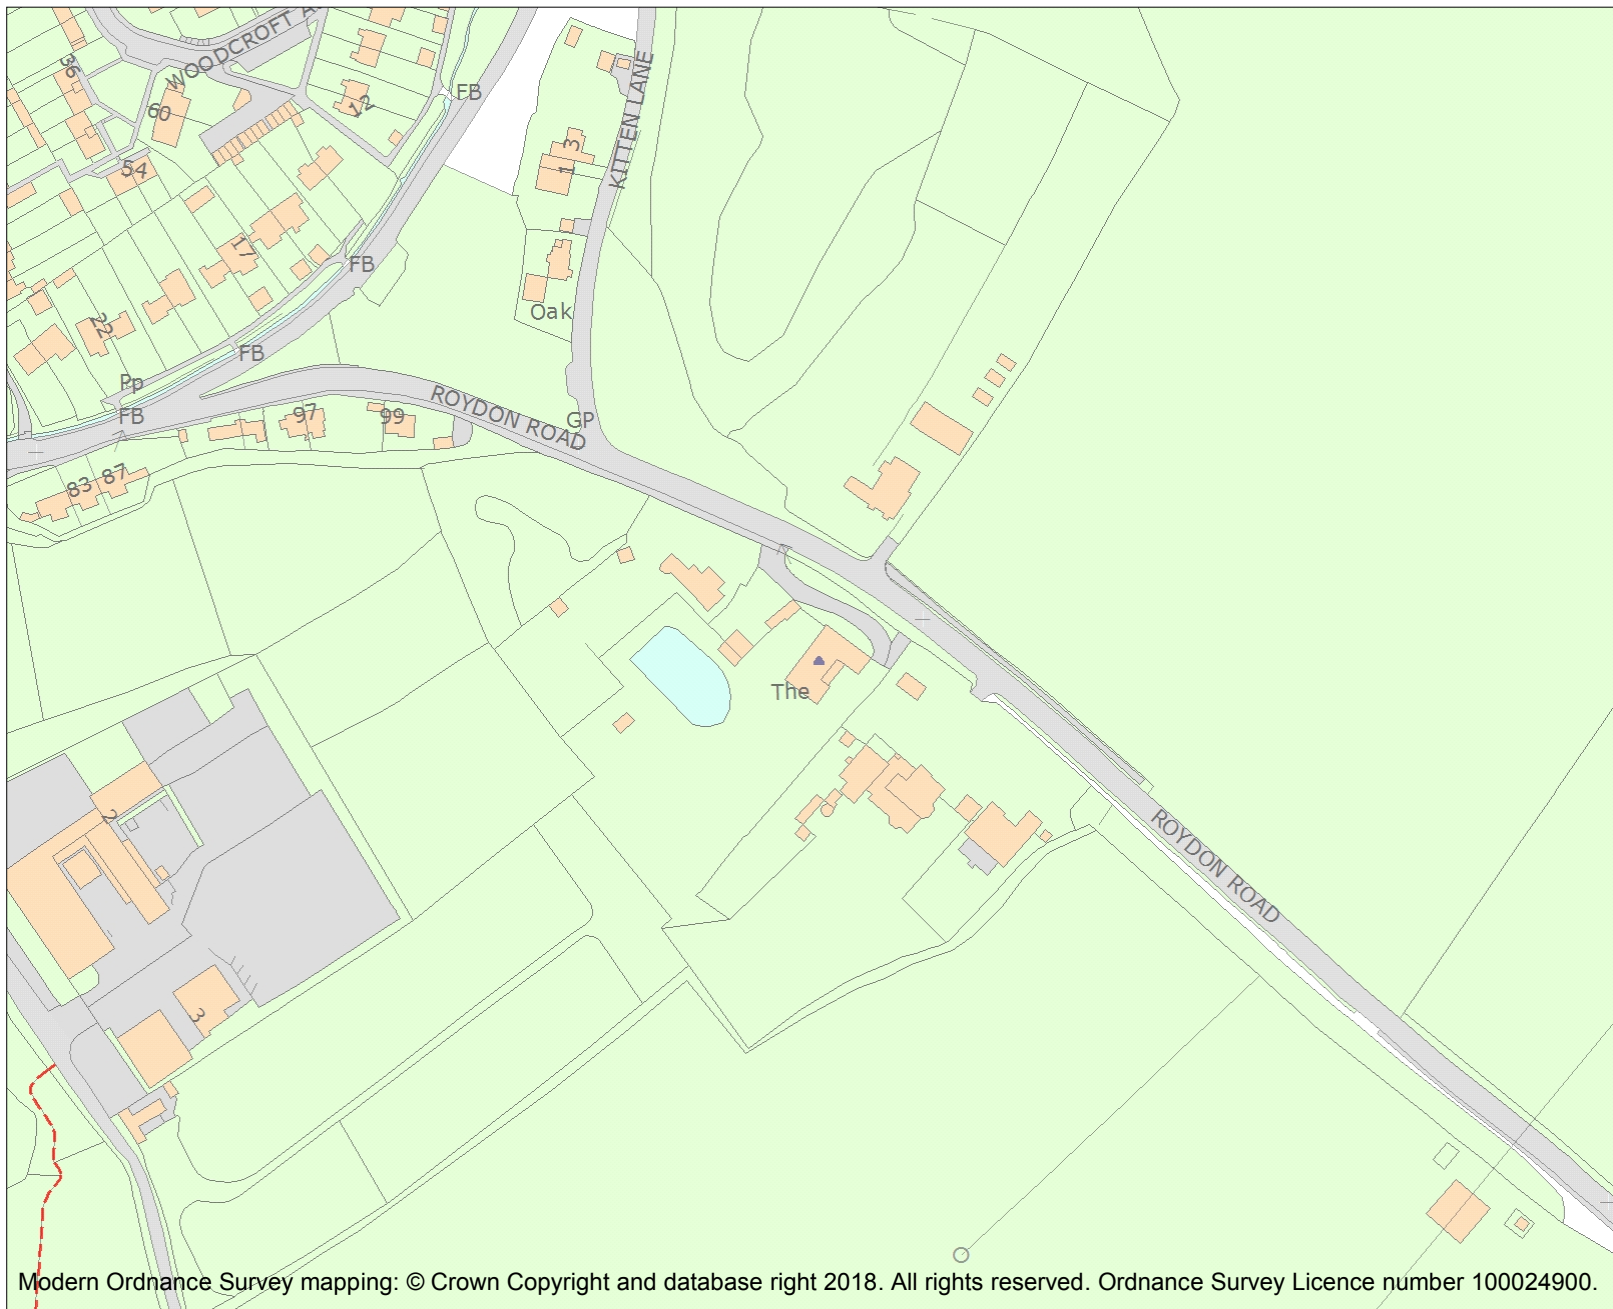 WOODCROFT A
36
60
12
FB
54
KITTEN LANE
3
1
17
FB
Oak
22
FB
Pp
FB
97
99
ROYDON ROAD
GP
83
87
The
2
ROYDON ROAD
3
Modern Ordnance Survey mapping: © Crown Copyright and database right 2018. All rights reserved. Ordnance Survey Licence number 100024900.